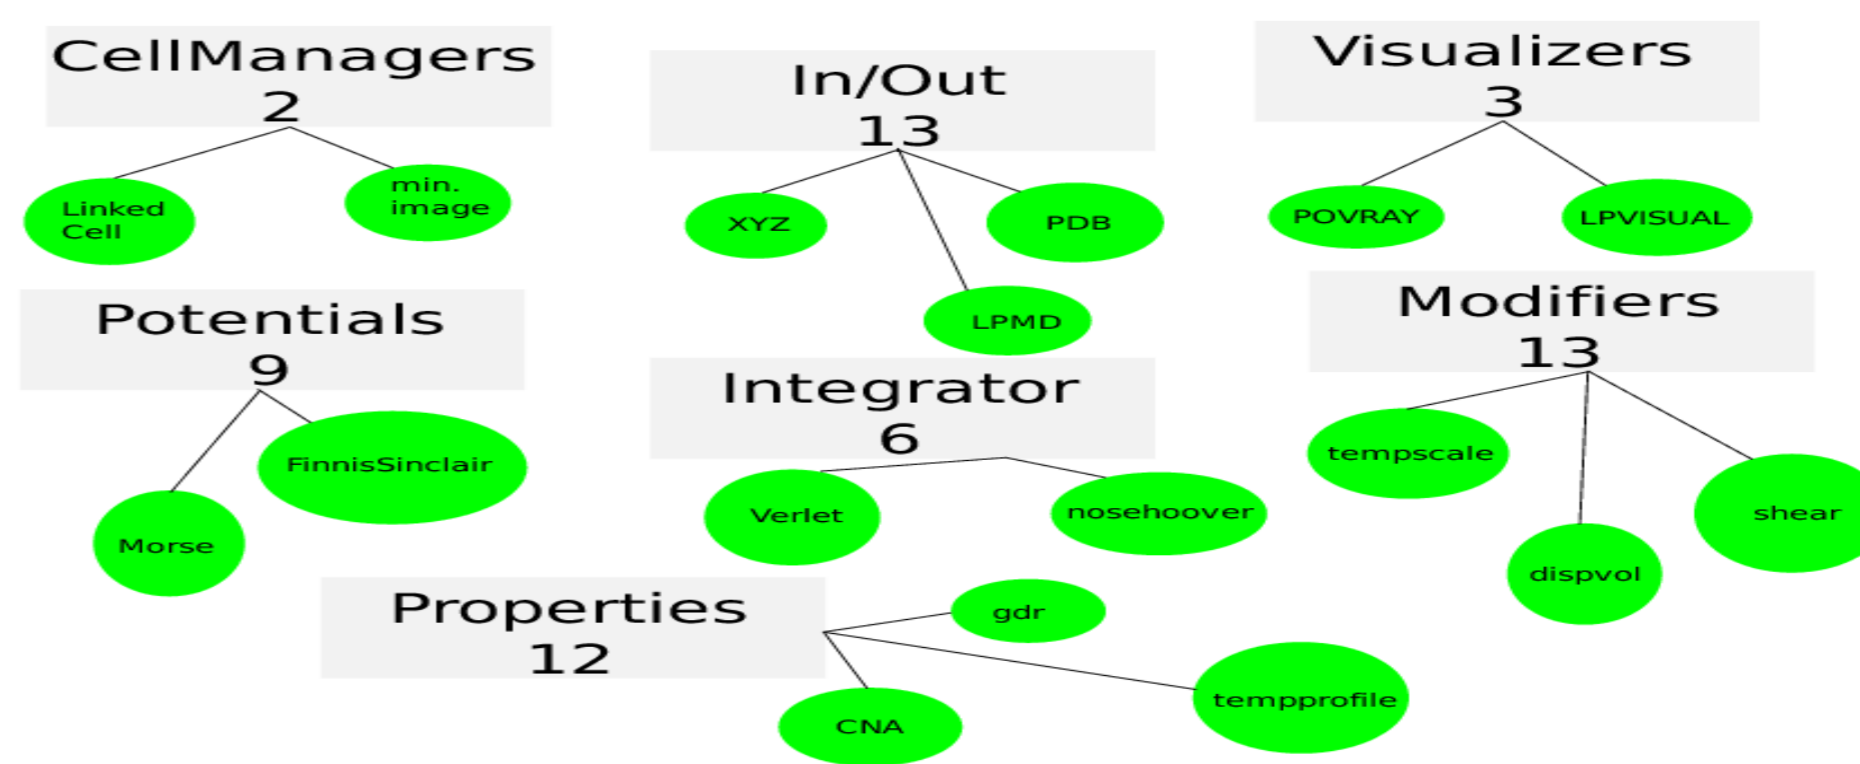 CellManagers
2
Linked
Cell
min.
image
In/Out
13
XYZ
PDB
LPMD
Visualizers
3
POVRAY
LPVISUAL
Potentials
9
FinnisSinclair
Morse
Integrator
6
Verlet
nosehoover
Modifiers
13
tempscale
dispvol
shear
Properties
12
gdr
tempprofile
CNA